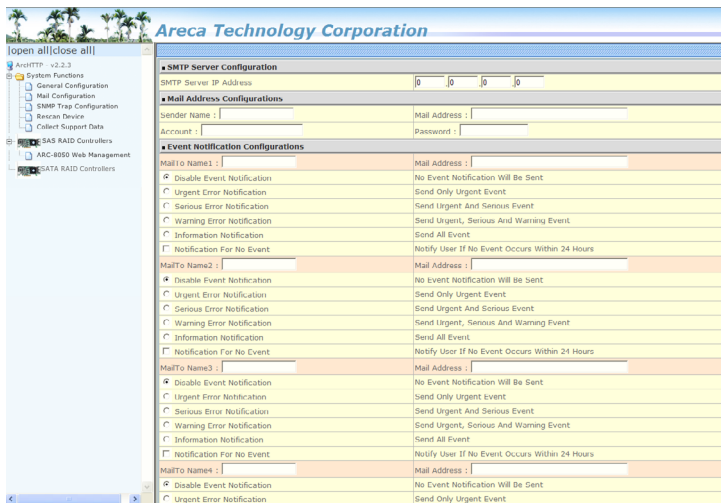 Areca Technology Corporation
|open all|close all|
ArcHTTP v2.2.3
System Functions
General Configuration
Mail Configuration
SNMP Trap Configuration
Rescan Device
Collect Support Data
SAS RAID Controllers
ARC-8050 Web Management
SATA RAID Controllers
SMTP Server Configuration
SMTP Server IP Address 0 .0 .0 .0
Mail Address Configurations
Sender Name : Mail Address :
Account : Password :
Event Notification Configurations
MailTo Name1 : Mail Address :
Disable Event Notification No Event Notification Will Be Sent
Urgent Error Notification Send Only Urgent Event
Serious Error Notification Send Urgent And Serious Event
Warning Error Notification Send Urgent, Serious And Warning Event
Information Notification Send All Event
Notification For No Event Notify User If No Event Occurs Within 24 Hours
MailTo Name2 : Mail Address :
Disable Event Notification No Event Notification Will Be Sent
Urgent Error Notification Send Only Urgent Event
Serious Error Notification Send Urgent And Serious Event
Warning Error Notification Send Urgent, Serious And Warning Event
Information Notification Send All Event
Notification For No Event Notify User If No Event Occurs Within 24 Hours
MailTo Name3 : Mail Address :
Disable Event Notification No Event Notification Will Be Sent
Urgent Error Notification Send Only Urgent Event
Serious Error Notification Send Urgent And Serious Event
Warning Error Notification Send Urgent, Serious And Warning Event
Information Notification Send All Event
Notification For No Event Notify User If No Event Occurs Within 24 Hours
MailTo Name4 : Mail Address :
Disable Event Notification No Event Notification Will Be Sent
Urgent Error Notification Send Only Urgent Event